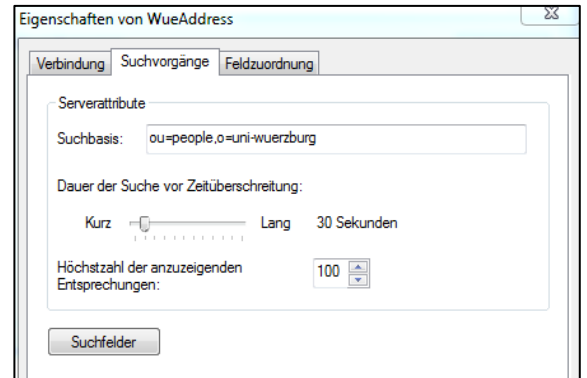 Eigenschaften von WueAddress
Verbindung Suchvorgänge Feldzuordnung
Serverattribute
Suchbasis: ou=people,o=uni-wuerzburg
Dauer der Suche vor Zeitüberschreitung:
Kurz Lang 30 Sekunden
Höchstzahl der anzuzeigenden
Entsprechungen: 100
Suchfelder